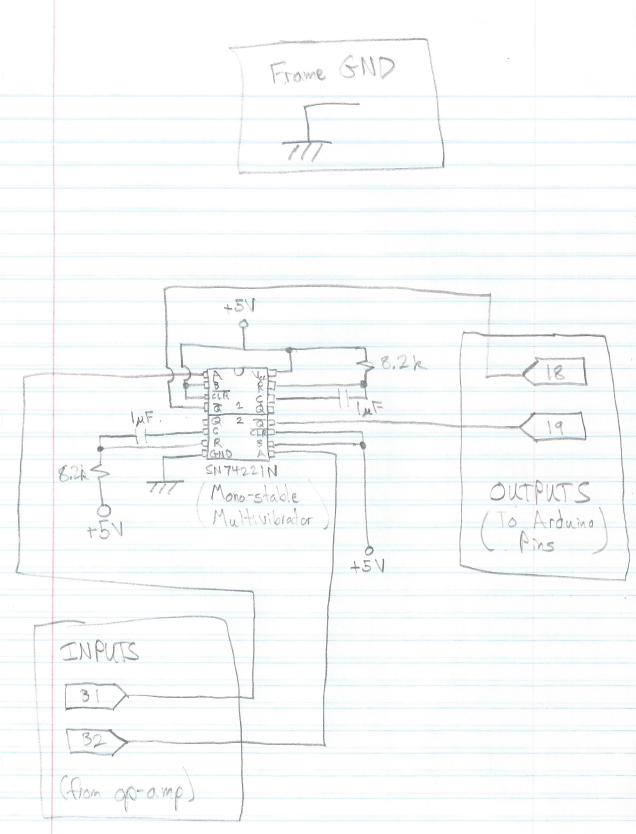 Frame GND
+5V
8.2k
18
A Vcc
B R
CLR C
1µF
Q̅ 1 Q
1µF
Q 2 Q̅
19
C CLR
R B
GND A
8.2k
SN74221N
(Mono-stable
Multivibrator)
OUTPUTS
(To Arduino
Pins)
+5V
+5V
INPUTS
31
32
(from op-amp)